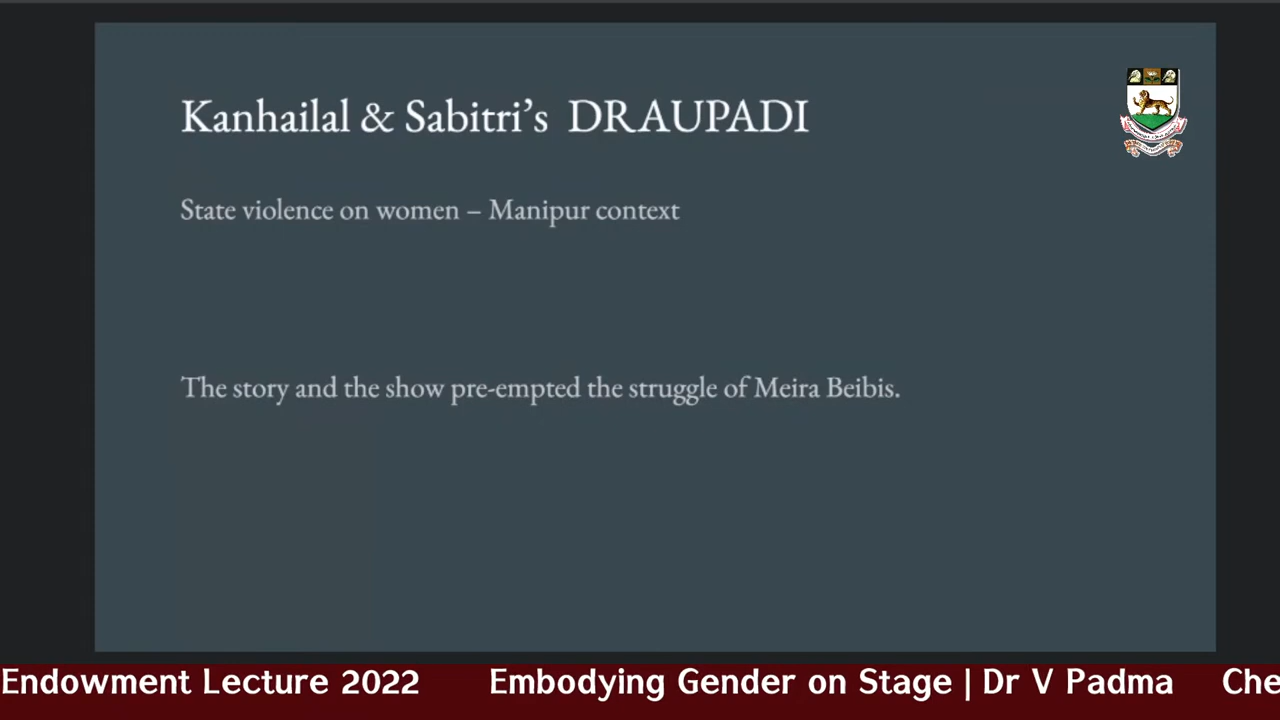 Kanhailal & Sabitri’s DRAUPADI
State violence on women – Manipur context
The story and the show pre-empted the struggle of Meira Beibis.
Endowment Lecture 2022 Embodying Gender on Stage | Dr V Padma Che